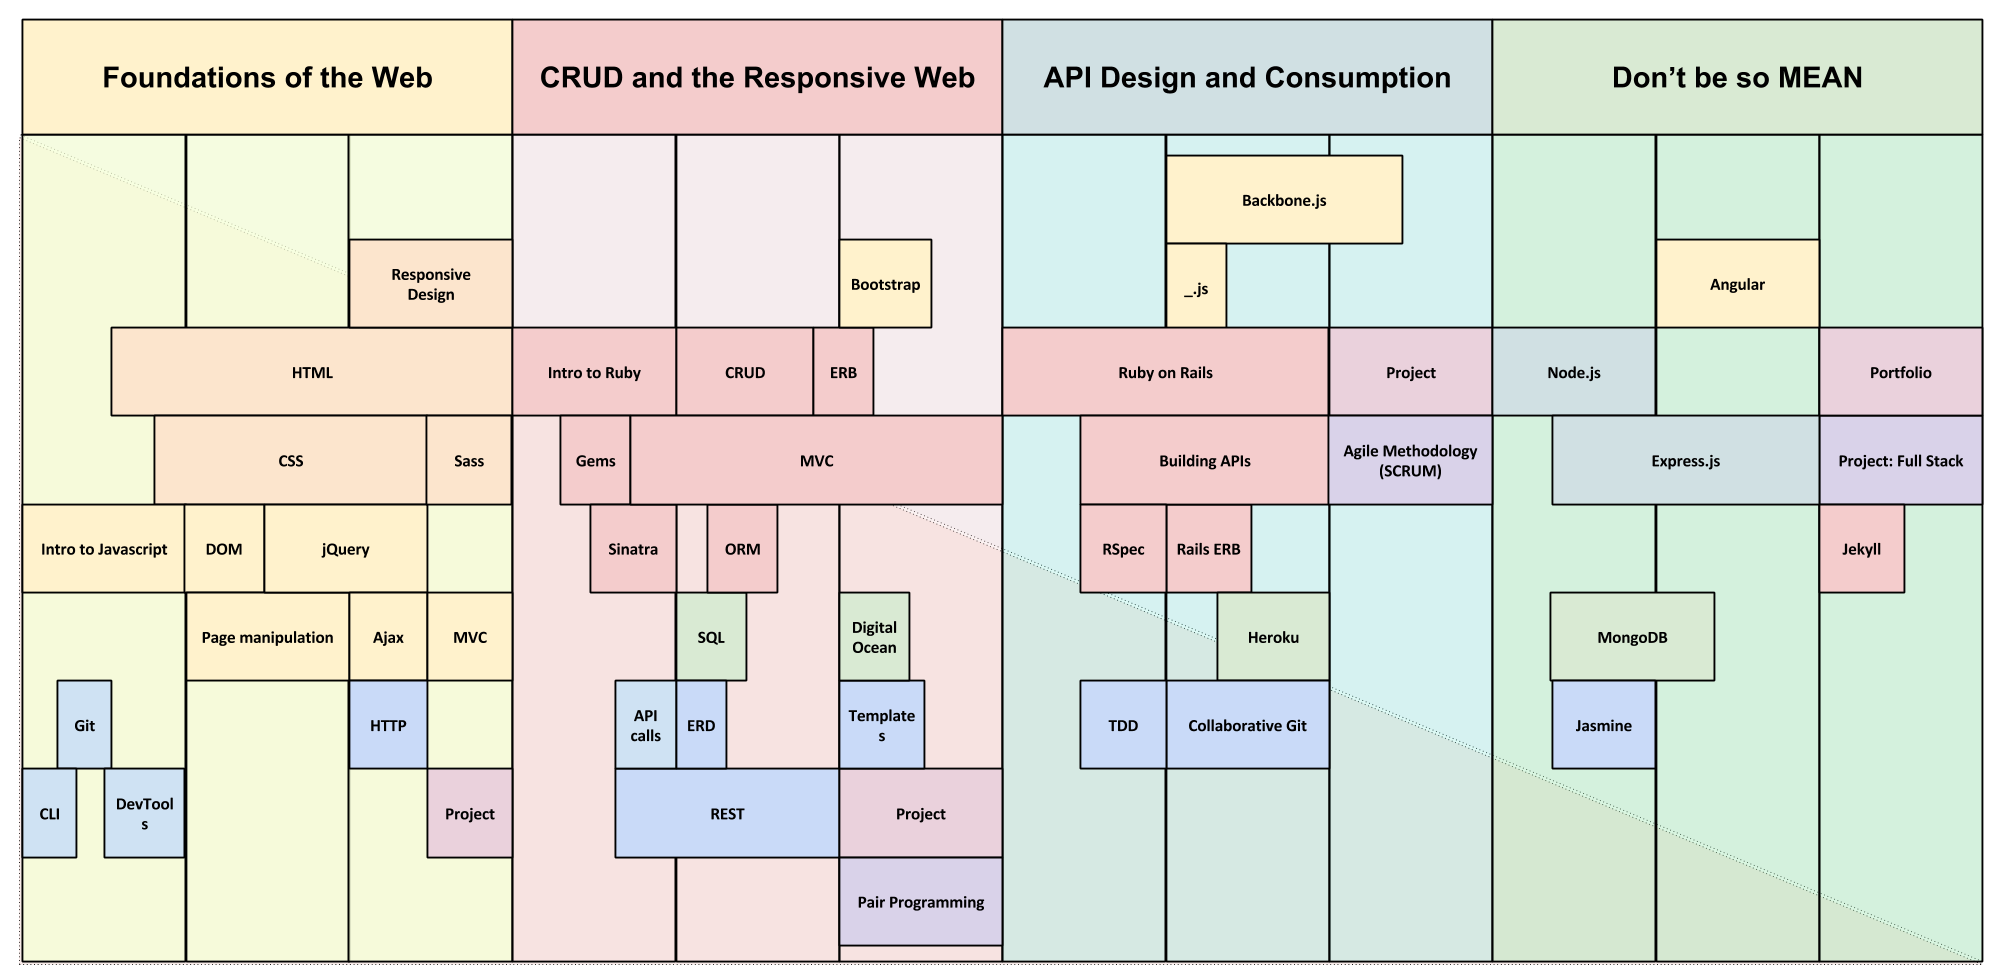 Foundations of the Web
CRUD and the Responsive Web
API Design and Consumption
Don’t be so MEAN
Backbone.js
Responsive
Design
Bootstrap
_.js
Angular
HTML
Intro to Ruby
CRUD
ERB
Ruby on Rails
Project
Node.js
Portfolio
CSS
Sass
Gems
MVC
Building APIs
Agile Methodology
(SCRUM)
Express.js
Project: Full Stack
Intro to Javascript
DOM
jQuery
Sinatra
ORM
RSpec
Rails ERB
Jekyll
Page manipulation
Ajax
MVC
SQL
Digital
Ocean
Heroku
MongoDB
Git
HTTP
API
calls
ERD
Template
s
TDD
Collaborative Git
Jasmine
CLI
DevTool
s
Project
REST
Project
Pair Programming